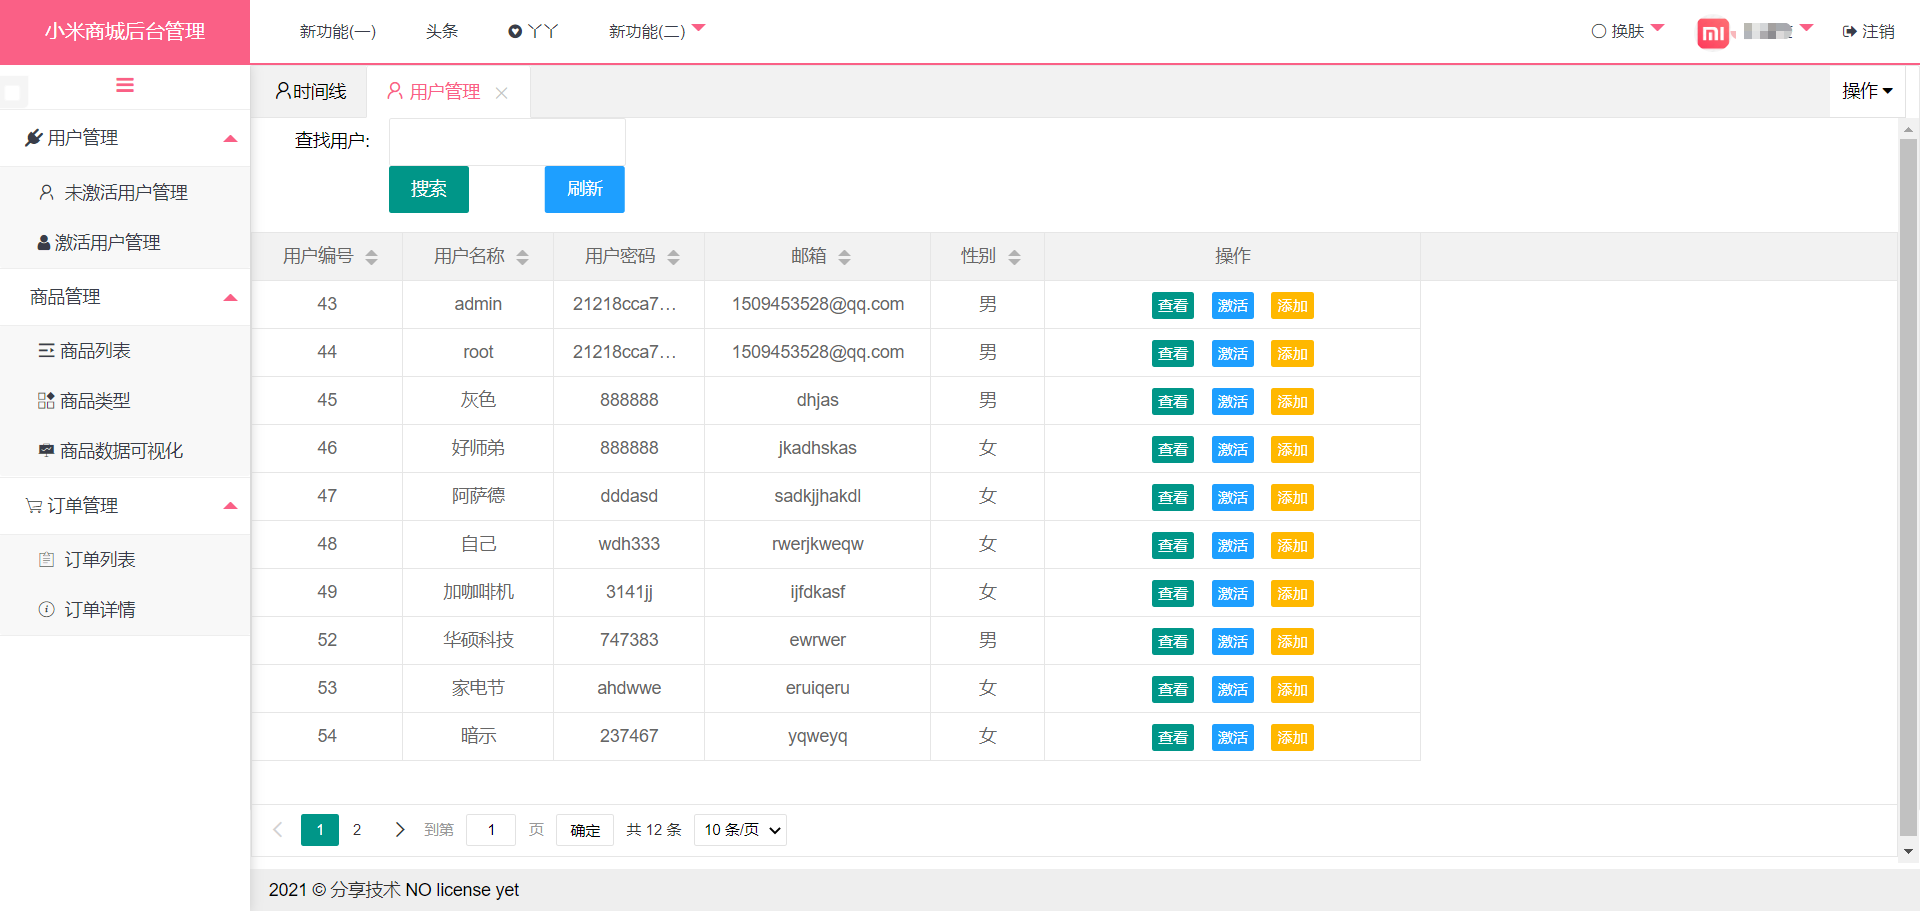 小米商城后台管理
新功能(一) 头条 丫丫 新功能(二) 换肤 注销
时间线 用户管理 操作
用户管理
未激活用户管理
激活用户管理
商品管理
商品列表
商品类型
商品数据可视化
订单管理
订单列表
订单详情
查找用户:
搜索 刷新
用户编号 用户名称 用户密码 邮箱 性别 操作
43 admin 21218cca7... 1509453528@qq.com 男 查看 激活 添加
44 root 21218cca7... 1509453528@qq.com 男 查看 激活 添加
45 灰色 888888 dhjas 男 查看 激活 添加
46 好师弟 888888 jkadhskas 女 查看 激活 添加
47 阿萨德 dddasd sadkjjhakdl 女 查看 激活 添加
48 自己 wdh333 rwerjkweqw 女 查看 激活 添加
49 加咖啡机 3141jj ijfdkasf 女 查看 激活 添加
52 华硕科技 747383 ewrwer 男 查看 激活 添加
53 家电节 ahdwwe eruiqeru 女 查看 激活 添加
54 暗示 237467 yqweyq 女 查看 激活 添加
1 2 到第 1 页 确定 共 12 条 10 条/页
2021 © 分享技术 NO license yet